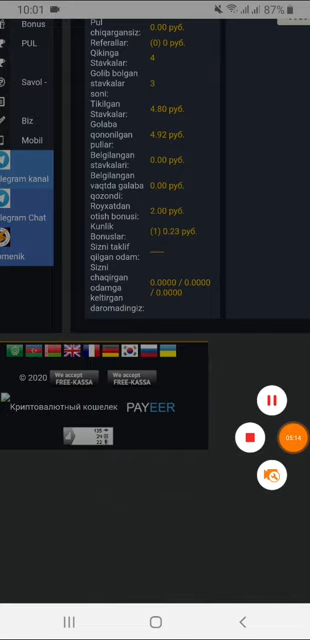 10:01
87%
Bonus
PUL
Savol -
Biz
Mobil
legram kanal
legram Chat
omenik
Pul
chiqargansiz:
0.00 руб.
Referallar:
(0) 0 руб.
Qikinga
Stavkalar:
4
Golib bolgan
stavkalar
soni:
3
Tikilgan
Stavkalar:
4.80 руб.
Golaba
qononilgan
pullar:
4.92 руб.
Belgilangan
stavkalari:
0.00 руб.
Belgilangan
vaqtda galaba
qozondi:
0.00 руб.
Royxatdan
otish bonusi:
2.00 руб.
Kunlik
Bonuslar:
(1) 0.23 руб.
Sizni taklif
qilgan odam:
Sizni
chaqirgan
odamga
keltirgan
daromadingiz:
0.0000 / 0.0000
/ 0.0000
© 2020
We accept
FREE-KASSA
We accept
FREE-KASSA
Криптовалютный кошелек
PAYEER
05:14